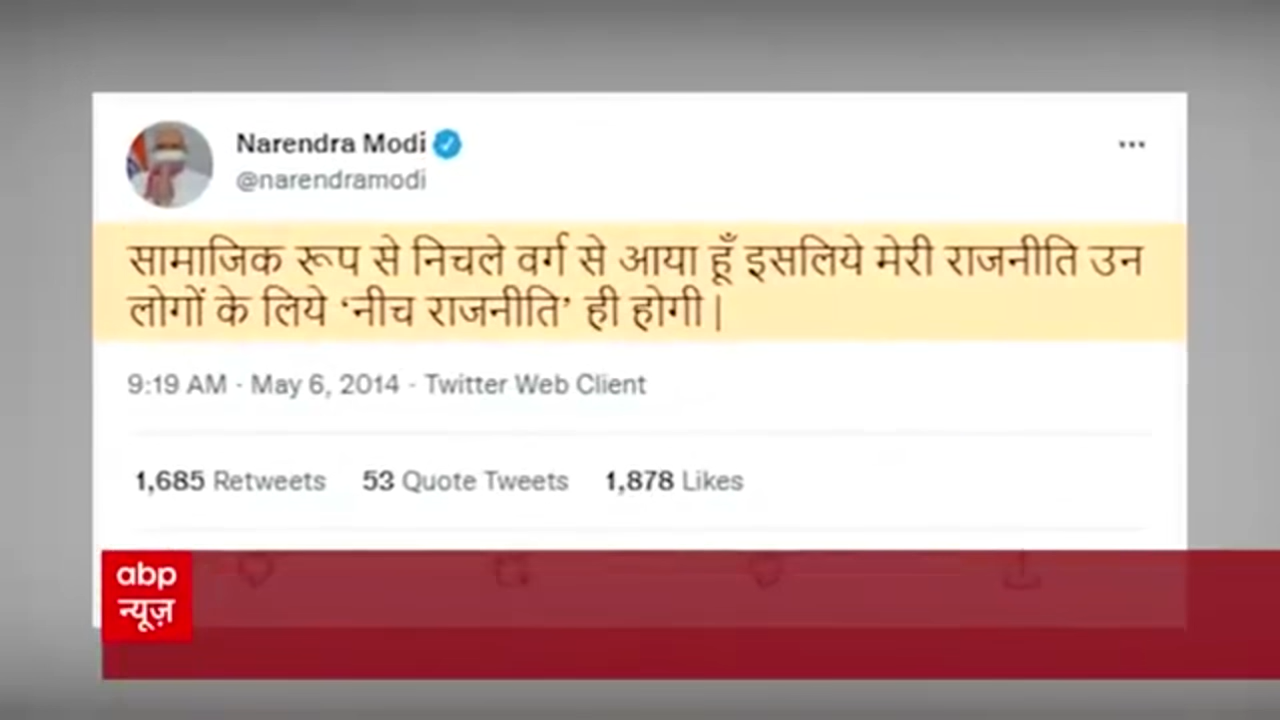 Narendra Modi
@narendramodi
सामाजिक रूप से निचले वर्ग से आया हूँ इसलिये मेरी राजनीति उन
लोगों के लिये ‘नीच राजनीति’ ही होगी |
9:19 AM · May 6, 2014 · Twitter Web Client
1,685 Retweets 53 Quote Tweets 1,878 Likes
abp
न्यूज़